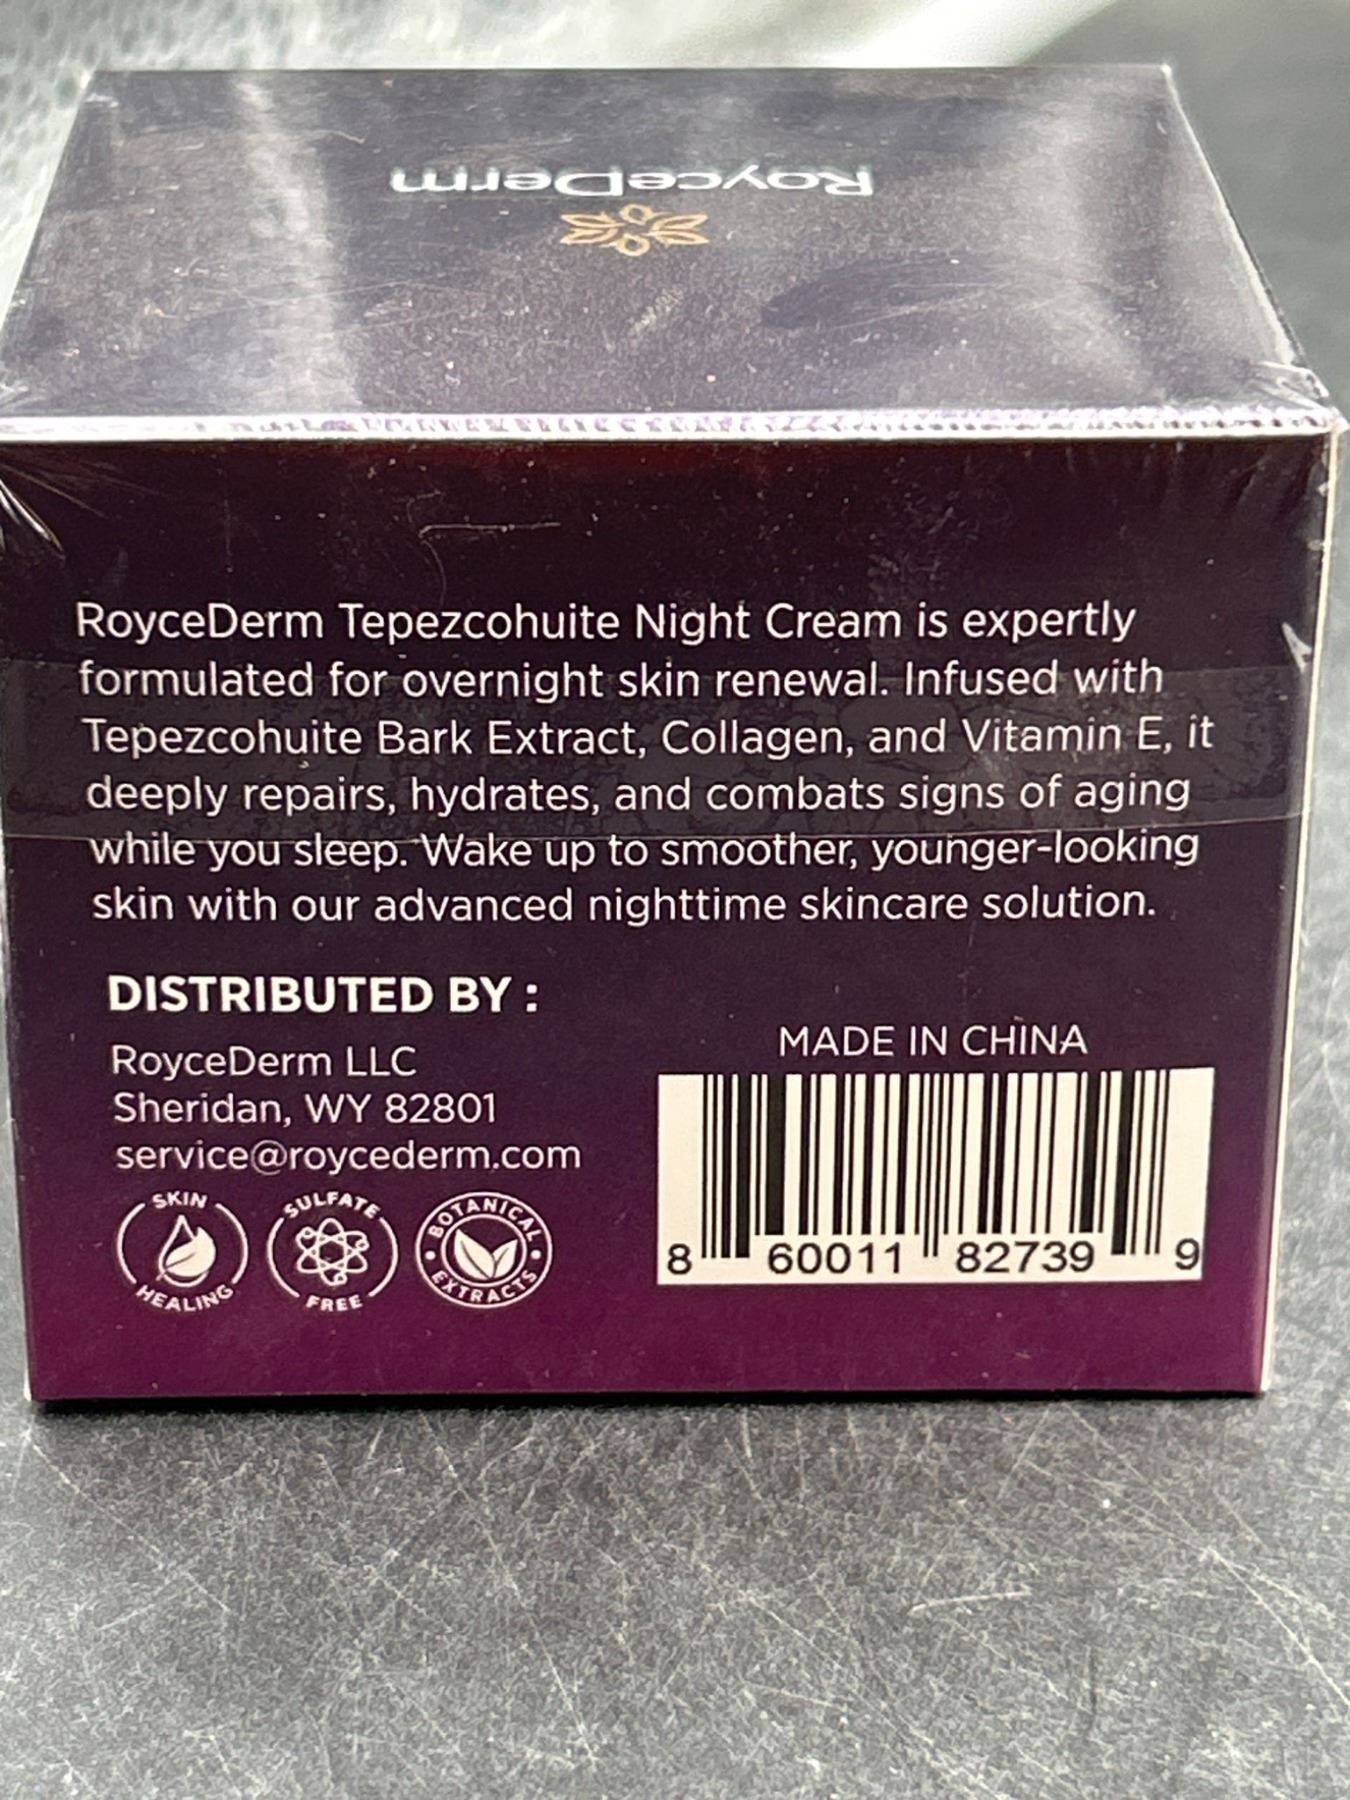 RoyceDerm
RoyceDerm Tepezcohuite Night Cream is expertly
formulated for overnight skin renewal. Infused with
Tepezcohuite Bark Extract, Collagen, and Vitamin E, it
deeply repairs, hydrates, and combats signs of aging
while you sleep. Wake up to smoother, younger-looking
skin with our advanced nighttime skincare solution.
DISTRIBUTED BY :
RoyceDerm LLC
Sheridan, WY 82801
service@roycederm.com
SKIN HEALING
SULFATE FREE
BOTANICAL EXTRACTS
MADE IN CHINA
8 60011 82739 9